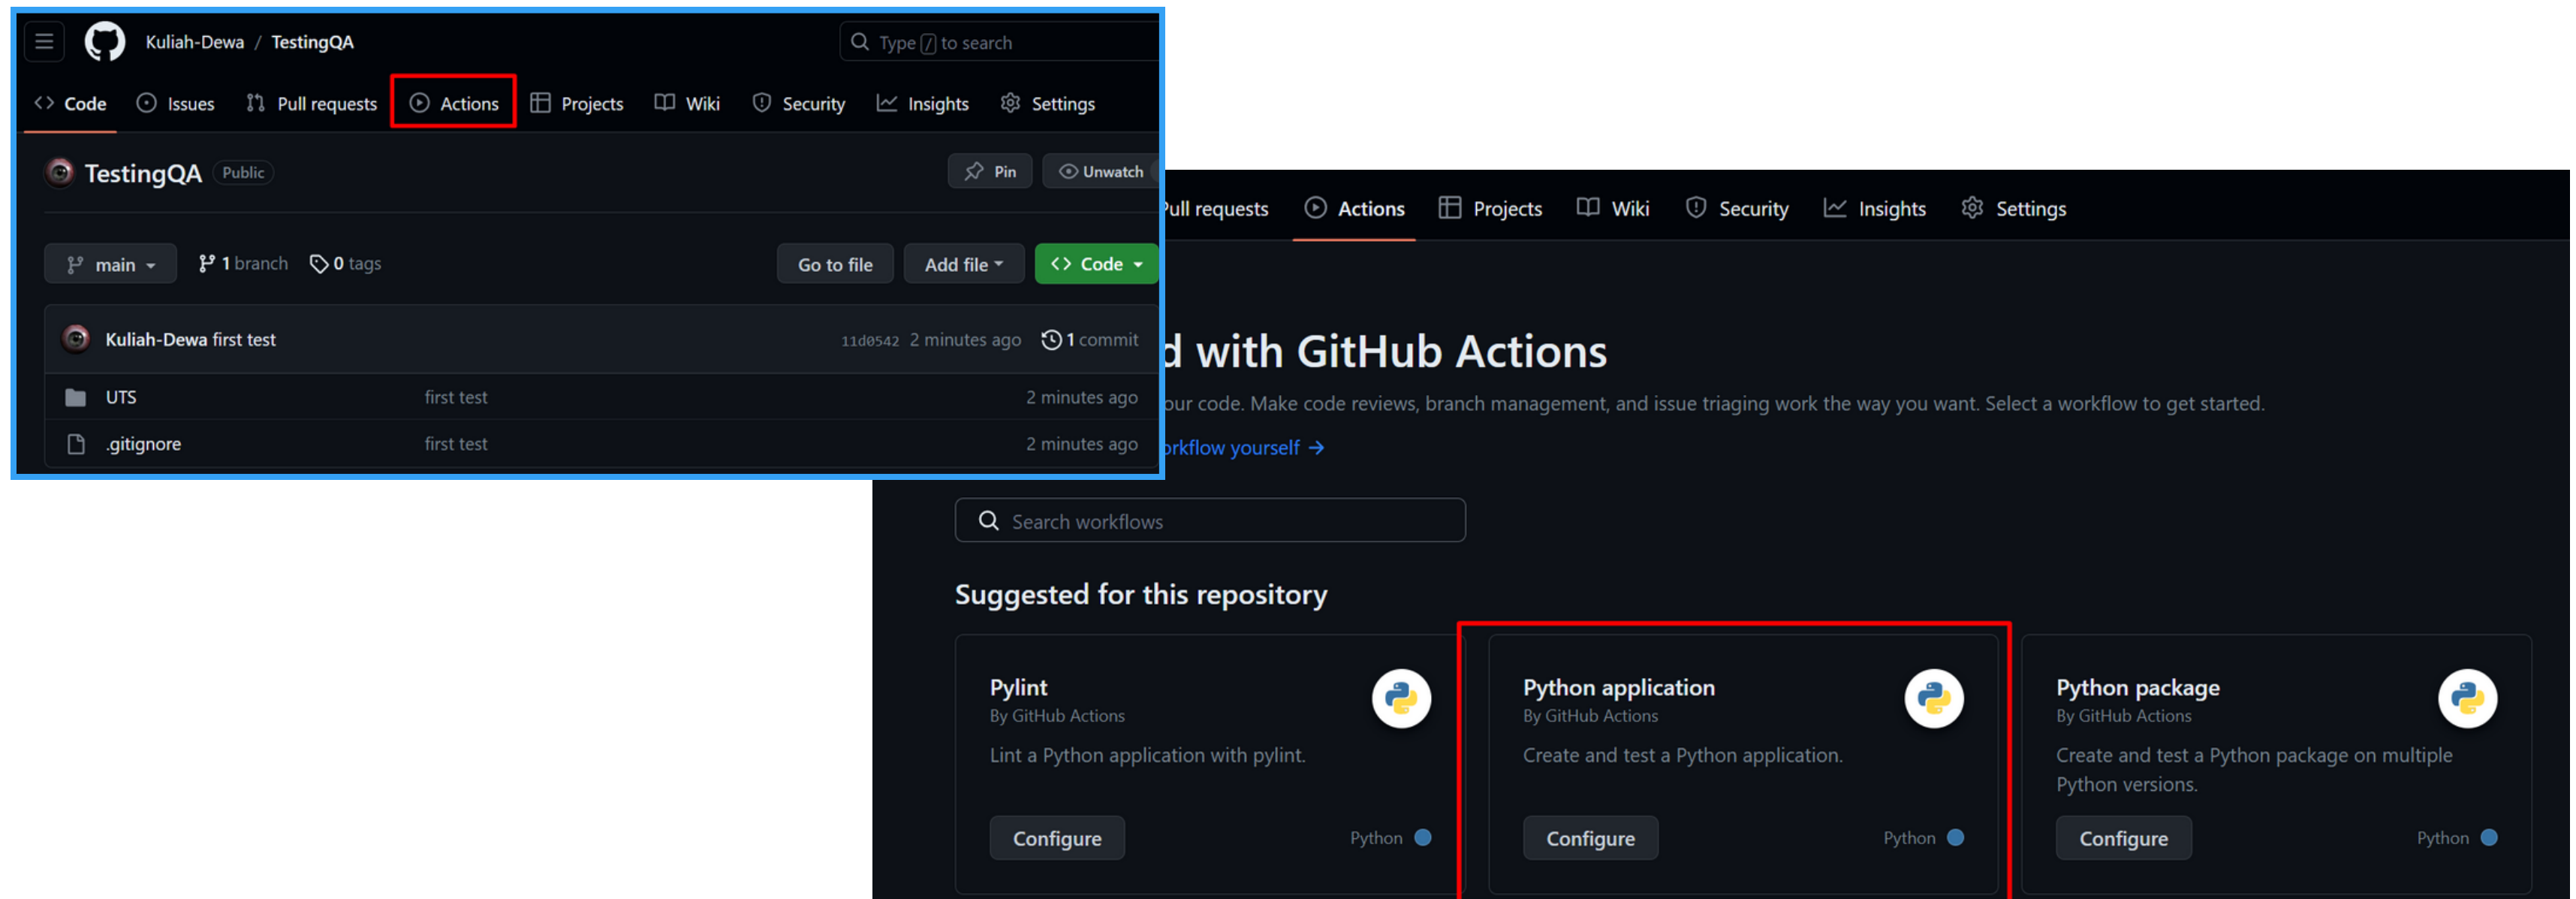 Kuliah-Dewa / TestingQA
Type / to search
Code Issues Pull requests Actions Projects Wiki Security Insights Settings
TestingQA Public
Pin Unwatch
main 1 branch 0 tags
Go to file Add file Code
Kuliah-Dewa first test 11d0542 2 minutes ago 1 commit
UTS first test 2 minutes ago
.gitignore first test 2 minutes ago
Pull requests Actions Projects Wiki Security Insights Settings
d with GitHub Actions
our code. Make code reviews, branch management, and issue triaging work the way you want. Select a workflow to get started.
orkflow yourself →
Search workflows
Suggested for this repository
Pylint
By GitHub Actions
Lint a Python application with pylint.
Configure Python
Python application
By GitHub Actions
Create and test a Python application.
Configure Python
Python package
By GitHub Actions
Create and test a Python package on multiple
Python versions.
Configure Python